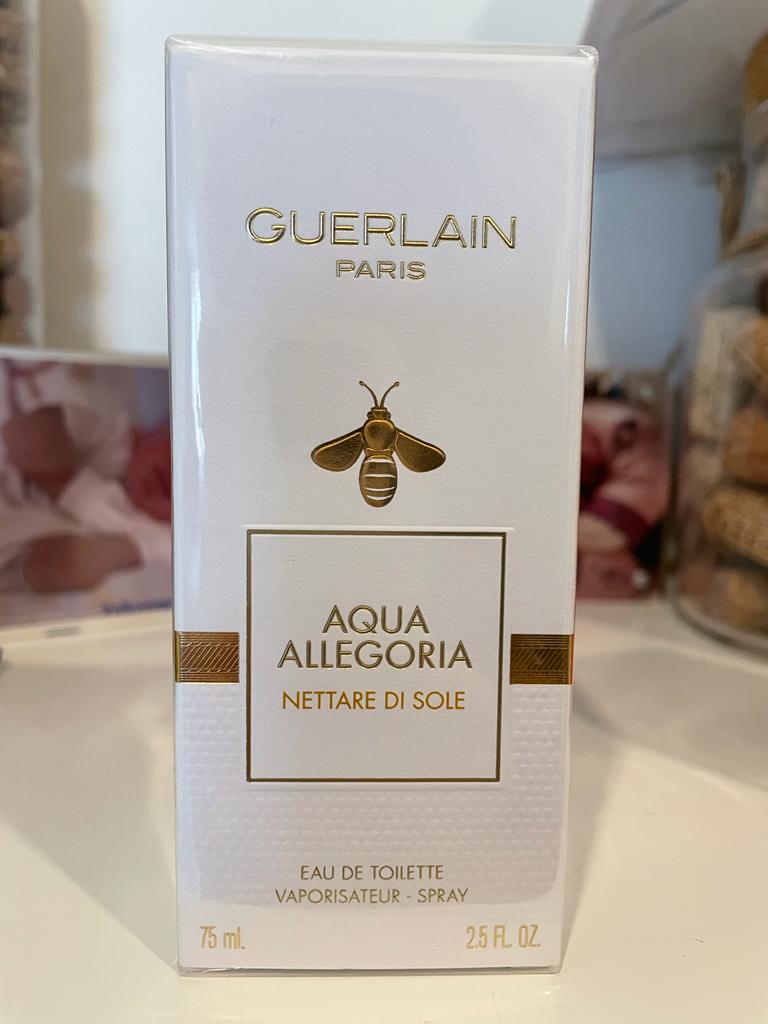 GUERLAIN
PARIS
AQUA
ALLEGORIA
NETTARE DI SOLE
EAU DE TOILETTE
VAPORISATEUR - SPRAY
75 ml 2.5 FL. OZ.